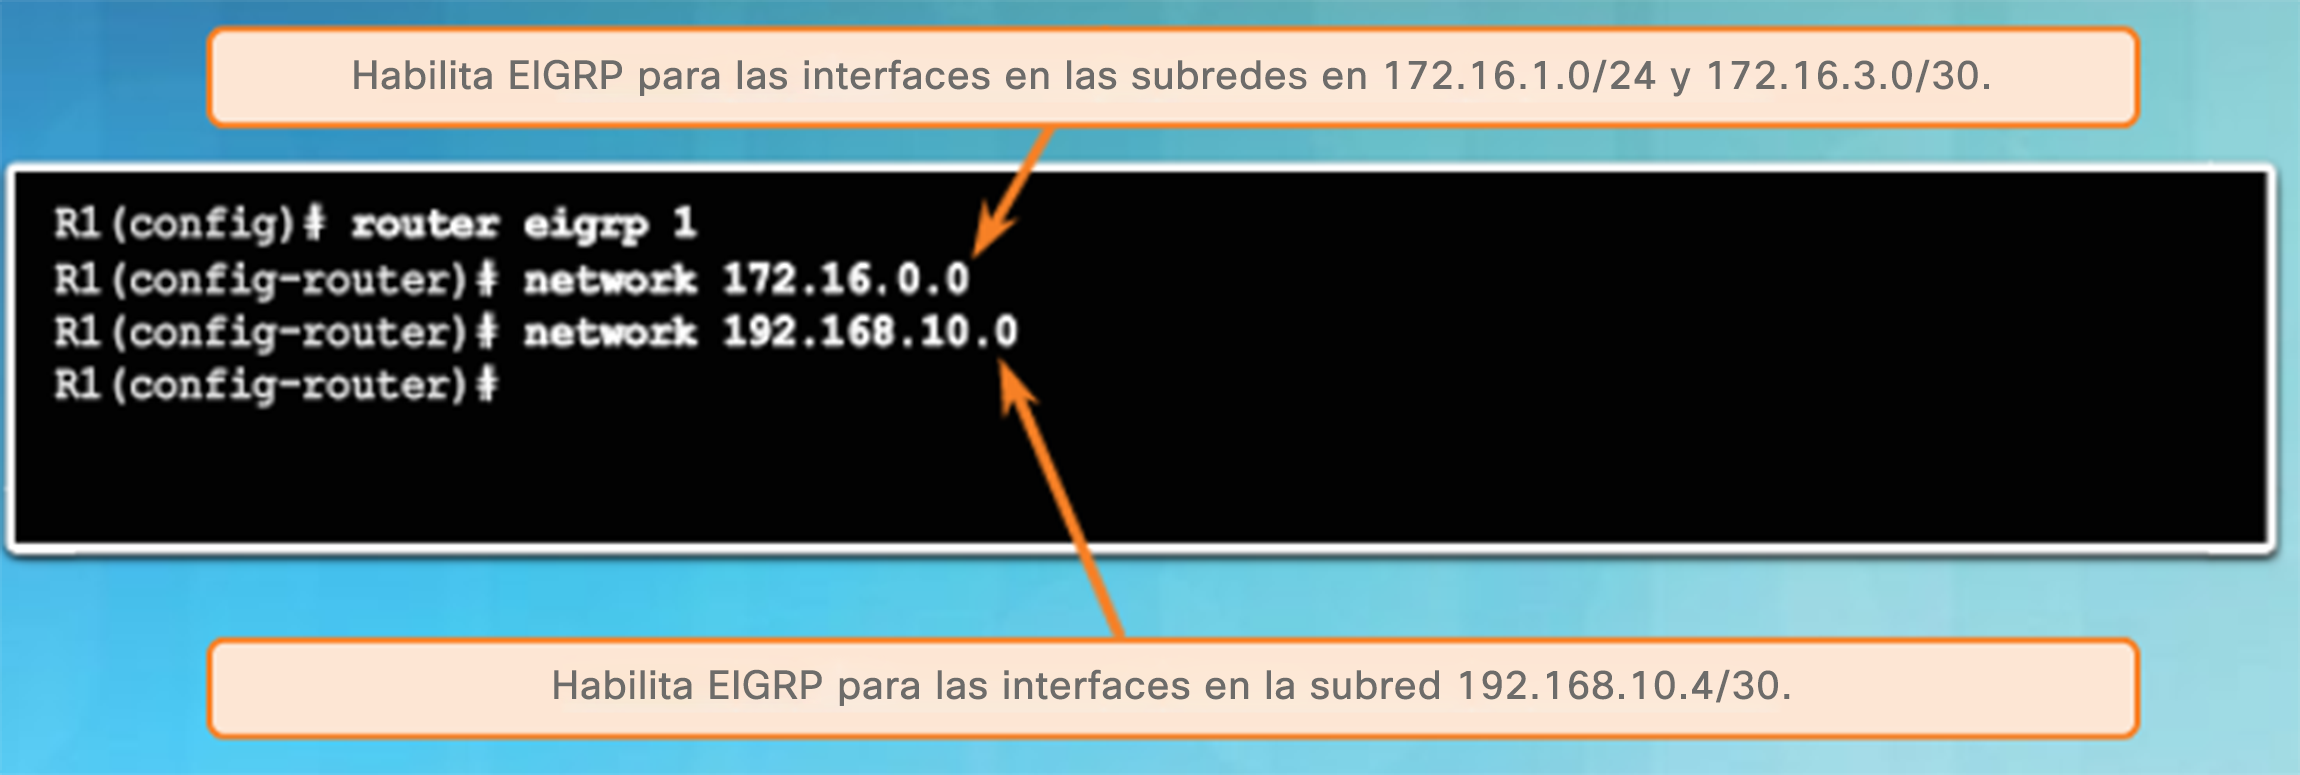 Habilita EIGRP para las interfaces en las subredes en 172.16.1.0/24 y 172.16.3.0/30.
R1(config)# router eigrp 1
R1(config-router)# network 172.16.0.0
R1(config-router)# network 192.168.10.0
R1(config-router)#
Habilita EIGRP para las interfaces en la subred 192.168.10.4/30.